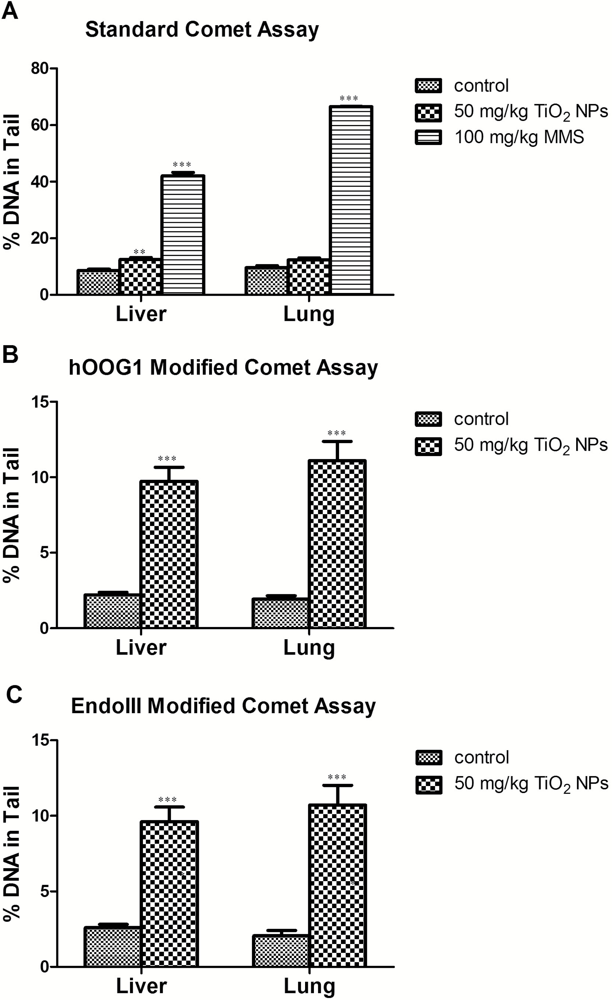 A
Standard Comet Assay
80
60
40
20
0
% DNA in Tail
***
**
***
Liver
Lung
control
50 mg/kg TiO2 NPs
100 mg/kg MMS
B
hOOG1 Modified Comet Assay
15
10
5
0
% DNA in Tail
***
***
*
Liver
Lung
control
50 mg/kg TiO2 NPs
C
EndoIII Modified Comet Assay
15
10
5
0
% DNA in Tail
***
***
*
*
Liver
Lung
control
50 mg/kg TiO2 NPs